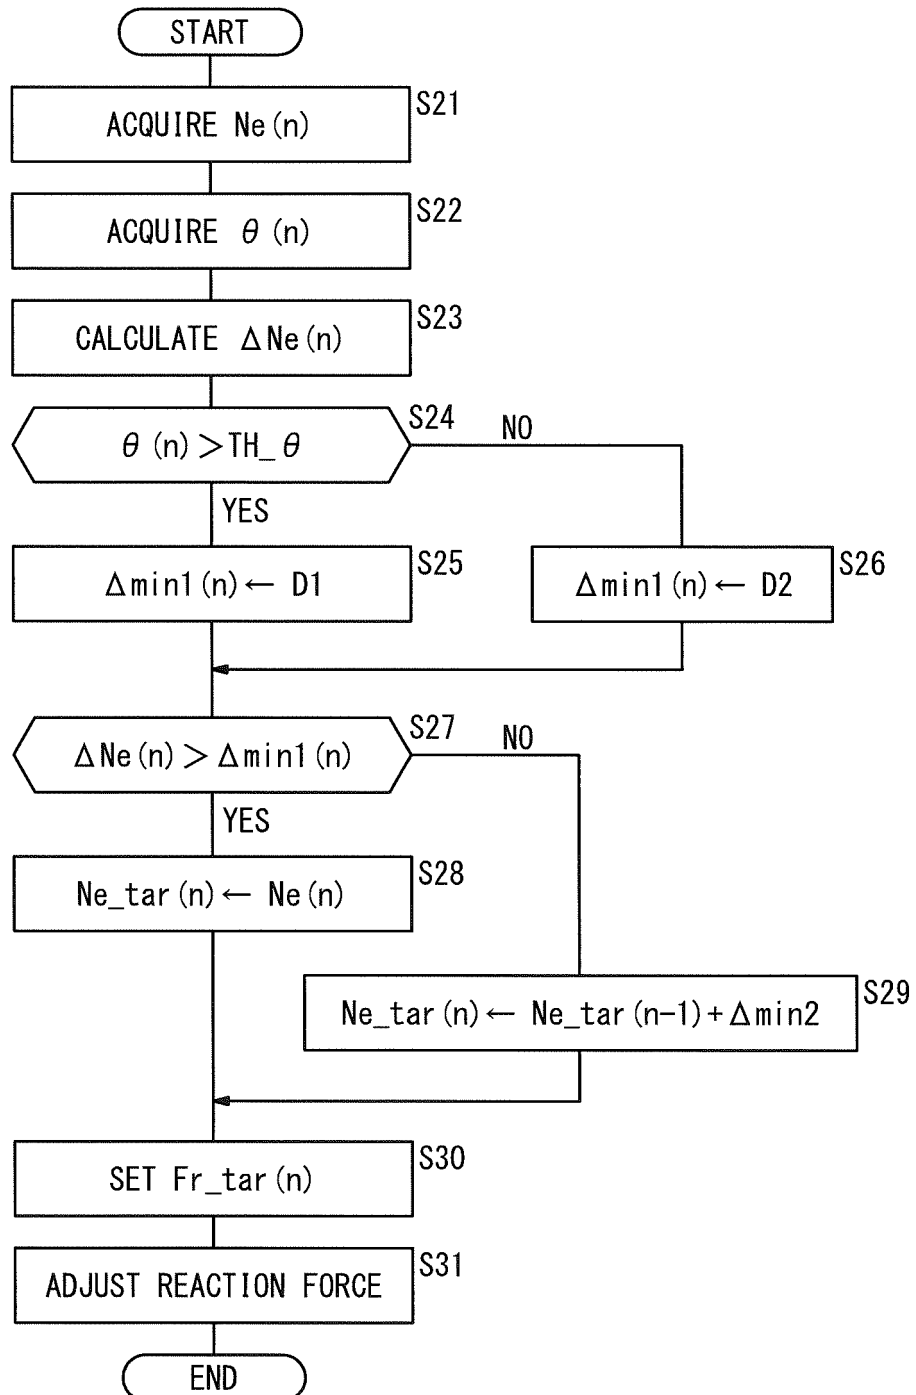 START
S21
ACQUIRE Ne(n)
S22
ACQUIRE θ(n)
S23
CALCULATE ΔNe(n)
S24
θ(n)>TH_θ
NO
YES
S25
Δmin1(n)← D1
S26
Δmin1(n)← D2
S27
ΔNe(n)>Δmin1(n)
NO
YES
S28
Ne_tar(n)← Ne(n)
S29
Ne_tar(n)← Ne_tar(n-1)+Δmin2
S30
SET Fr_tar(n)
S31
ADJUST REACTION FORCE
END